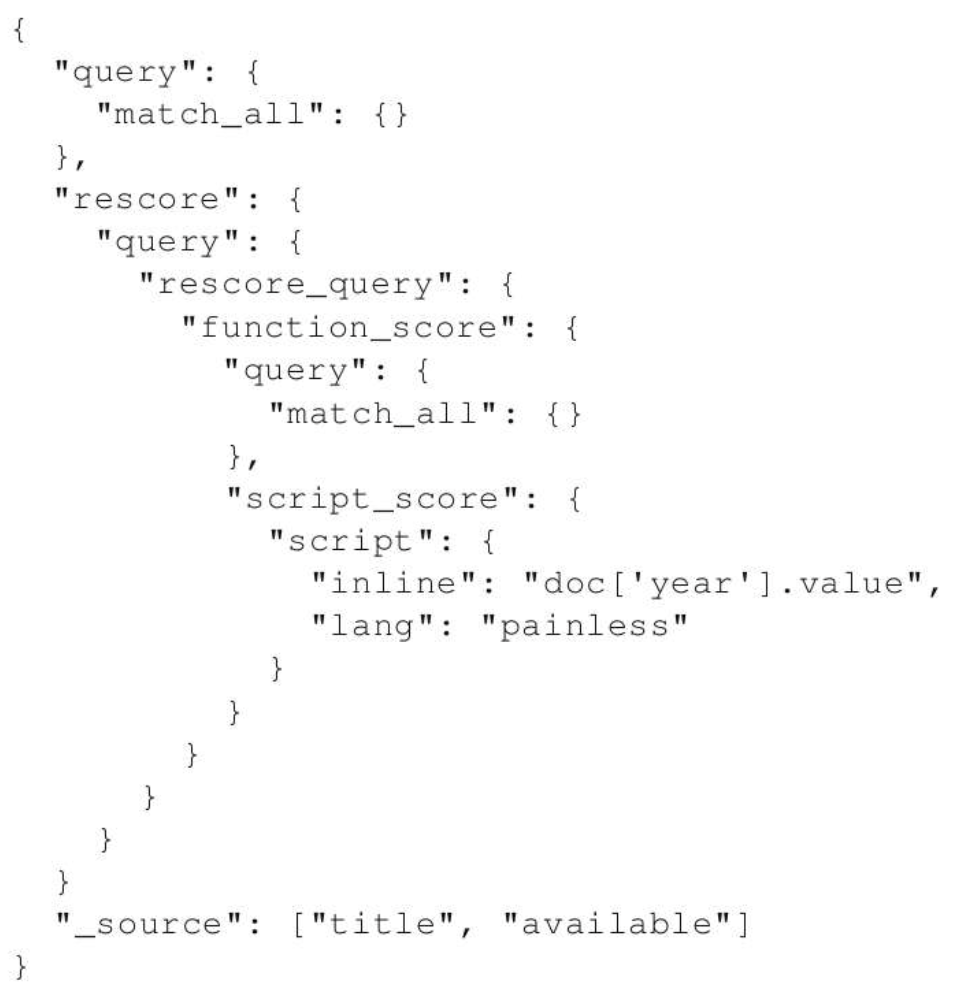 {
  "query": {
    "match_all": {}
  },
  "rescore": {
    "query": {
      "rescore_query": {
        "function_score": {
          "query": {
            "match_all": {}
          },
          "script_score": {
            "script": {
              "inline": "doc['year'].value",
              "lang": "painless"
            }
          }
        }
      }
    }
  }
  "_source": ["title", "available"]
}